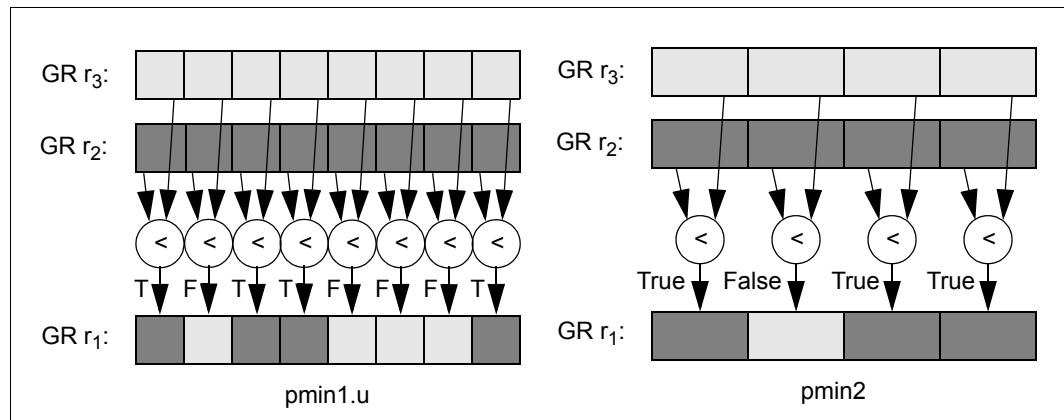 GR r3:
GR r2:
< < < < < < < <
T F T T F F F T
GR r1:
pmin1.u
GR r3:
GR r2:
< < < <
True False True True
GR r1:
pmin2